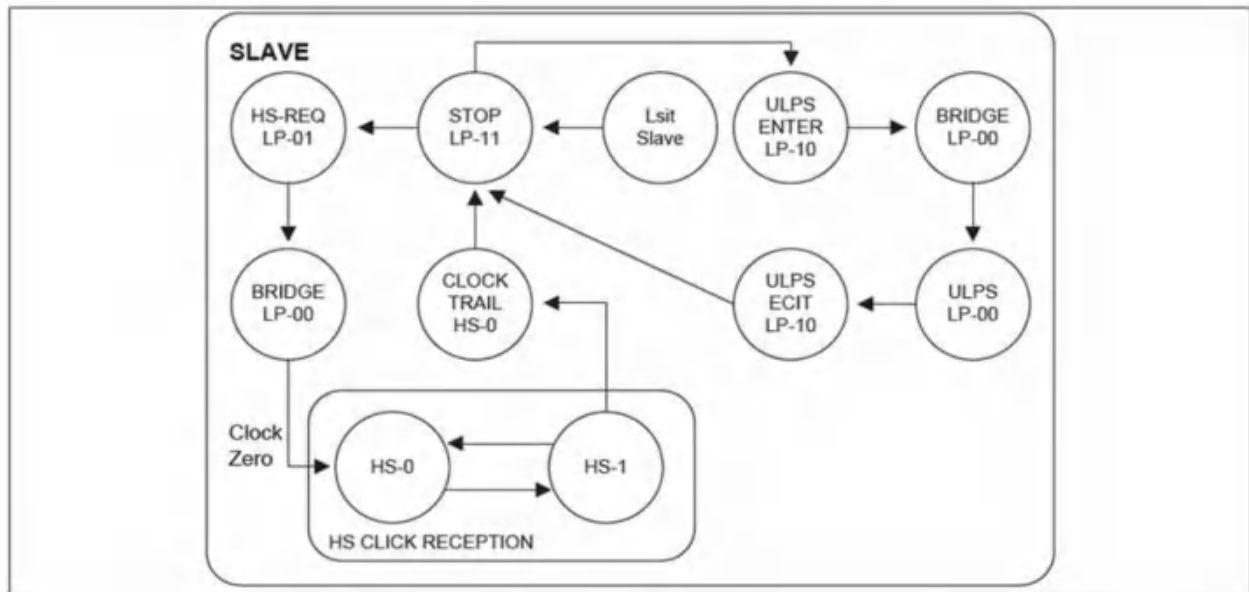 SLAVE
HS-REQ
LP-01
STOP
LP-11
Lsit
Slave
ULPS
ENTER
LP-10
BRIDGE
LP-00
BRIDGE
LP-00
CLOCK
TRAIL
HS-0
ULPS
ECIT
LP-10
ULPS
LP-00
Clock
Zero
HS-0
HS-1
HS CLICK RECEPTION